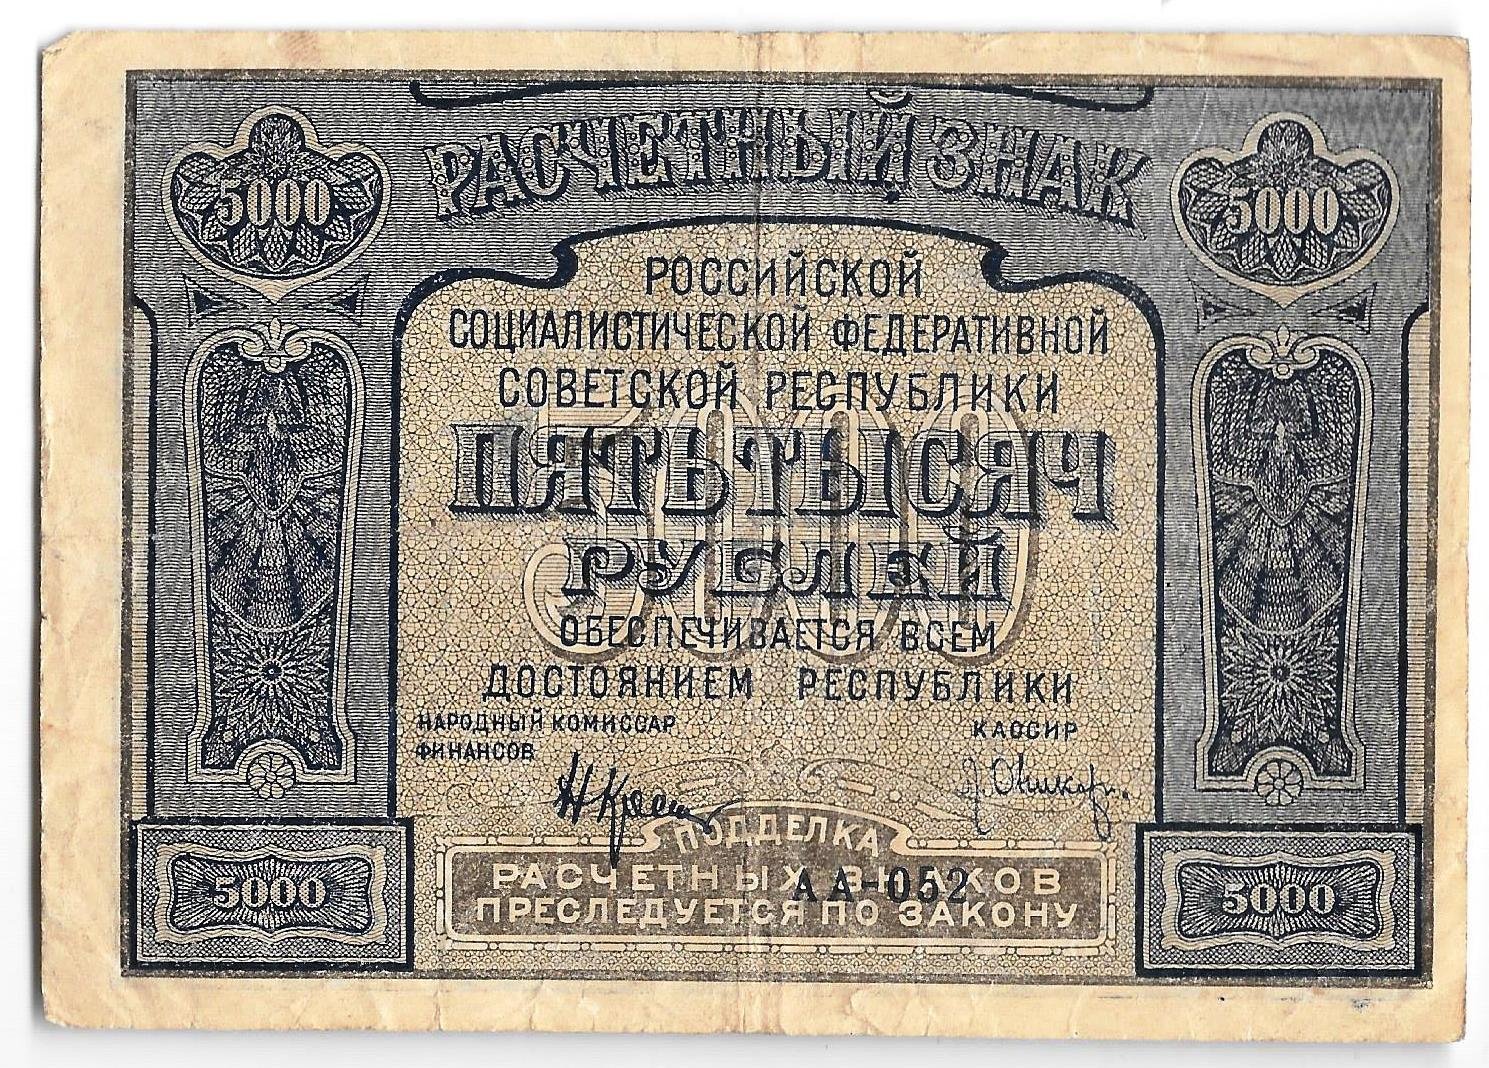 РАСЧЕТНЫЙ ЗНАК
5000
5000
РОССИЙСКОЙ
СОЦИАЛИСТИЧЕСКОЙ ФЕДЕРАТИВНОЙ
СОВЕТСКОЙ РЕСПУБЛИКИ
5000
ПЯТЬ ТЫСЯЧ
РУБЛЕЙ
ОБЕСПЕЧИВАЕТСЯ ВСЕМ
ДОСТОЯНИЕМ РЕСПУБЛИКИ
НАРОДНЫЙ КОМИССАР
ФИНАНСОВ
КАССИР
ПОДДЕЛКА
РАСЧЕТНЫХ ЗНАКОВ
АА-052
ПРЕСЛЕДУЕТСЯ ПО ЗАКОНУ
5000
5000